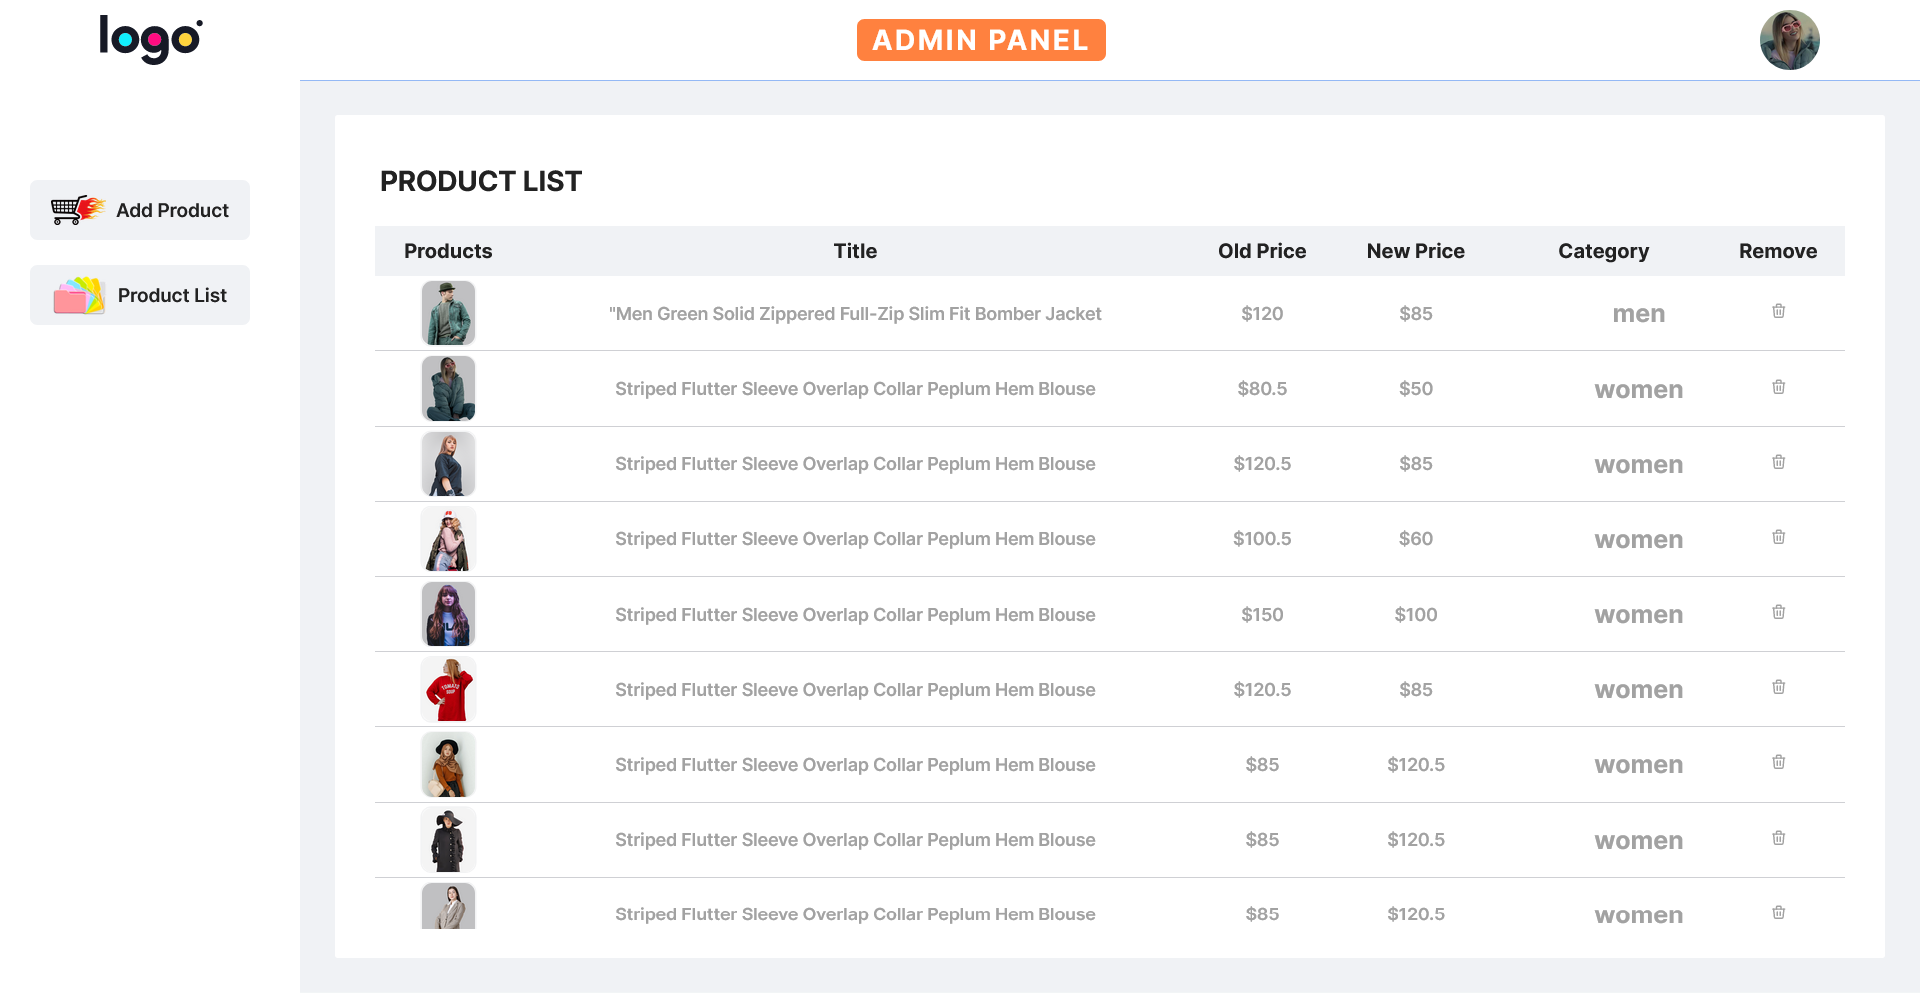 logo
ADMIN PANEL
Add Product
Product List
PRODUCT LIST
Products Title Old Price New Price Category Remove
"Men Green Solid Zippered Full-Zip Slim Fit Bomber Jacket $120 $85 men
Striped Flutter Sleeve Overlap Collar Peplum Hem Blouse $80.5 $50 women
Striped Flutter Sleeve Overlap Collar Peplum Hem Blouse $120.5 $85 women
Striped Flutter Sleeve Overlap Collar Peplum Hem Blouse $100.5 $60 women
Striped Flutter Sleeve Overlap Collar Peplum Hem Blouse $150 $100 women
TOMATO
SOUP
Striped Flutter Sleeve Overlap Collar Peplum Hem Blouse $120.5 $85 women
Striped Flutter Sleeve Overlap Collar Peplum Hem Blouse $85 $120.5 women
Striped Flutter Sleeve Overlap Collar Peplum Hem Blouse $85 $120.5 women
Striped Flutter Sleeve Overlap Collar Peplum Hem Blouse $85 $120.5 women